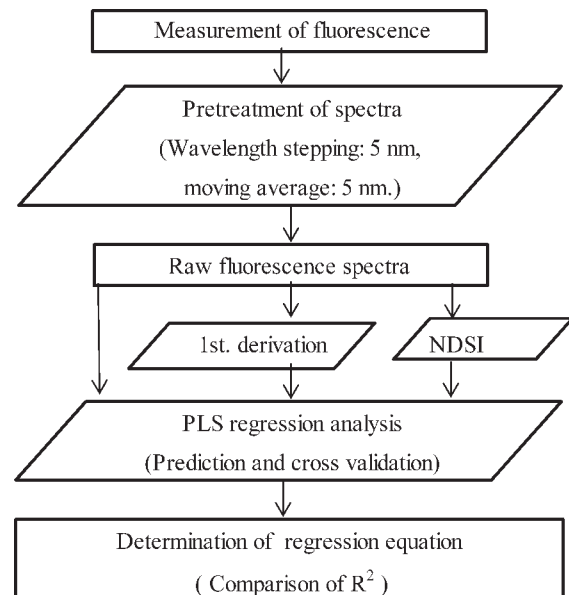 Measurement of fluorescence
Pretreatment of spectra
(Wavelength stepping: 5 nm,
moving average: 5 nm.)
Raw fluorescence spectra
1st. derivation
NDSI
PLS regression analysis
(Prediction and cross validation)
Determination of regression equation
( Comparison of R² )